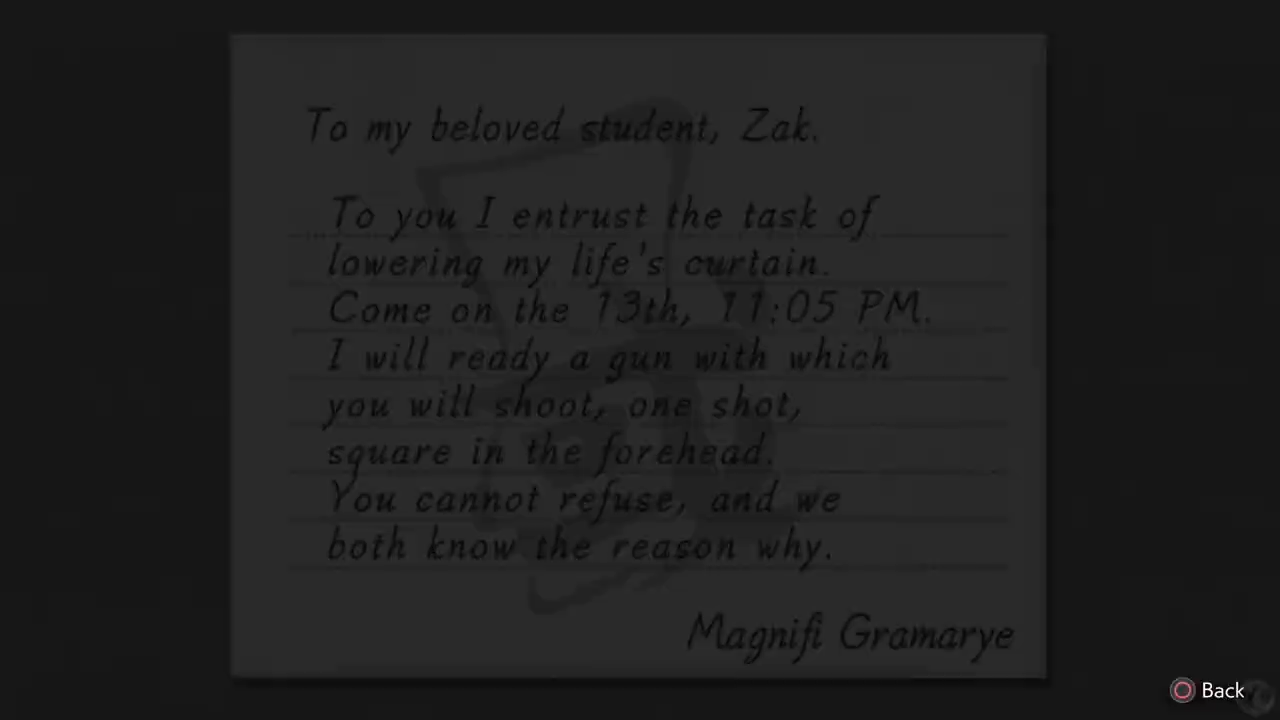 To my beloved student, Zak.
To you I entrust the task of
lowering my life's curtain.
Come on the 13th, 11:05 PM.
I will ready a gun with which
you will shoot, one shot,
square in the forehead.
You cannot refuse, and we
both know the reason why.
Magnifi Gramarye
Back